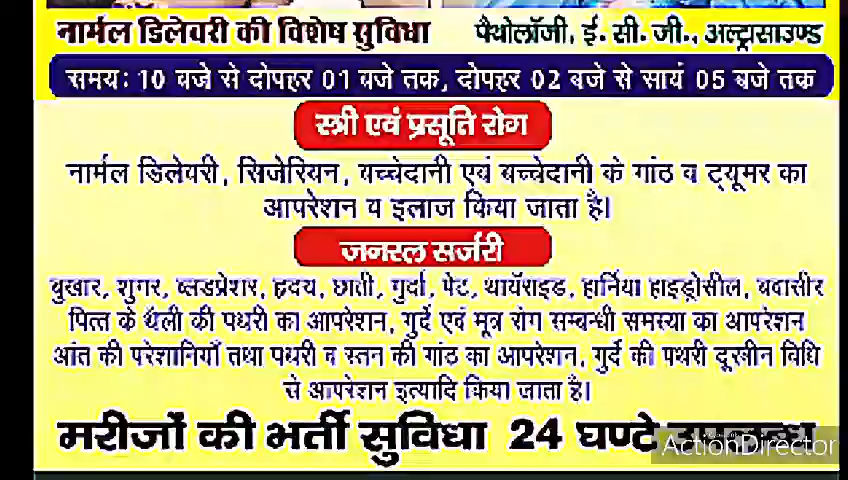 नार्मल डिलेवरी की विशेष सुविधा
पैथोलॉजी, ई. सी. जी., अल्ट्रासाउण्ड
समय: 10 बजे से दोपहर 01 बजे तक, दोपहर 02 बजे से सायं 05 बजे तक
स्त्री एवं प्रसूति रोग
नार्मल डिलेवरी, सिजेरियन, बच्चेदानी एवं बच्चेदानी के गांठ व ट्यूमर का
आपरेशन व इलाज किया जाता है।
जनरल सर्जरी
बुखार, शुगर, ब्लडप्रेशर, हृदय, छाती, गुर्दा, पेट, थायॅराइड, हार्निया हाइड्रोसील, बवासीर
पित्त के थैली की पथरी का आपरेशन, गुर्दे एवं मूत्र रोग सम्बन्धी समस्या का आपरेशन
आंत की परेशानियाँ तथा पथरी व स्तन की गांठ का आपरेशन, गुर्दे की पथरी दूरबीन विधि
से आपरेशन इत्यादि किया जाता है।
मरीजों की भर्ती सुविधा 24 घण्टे उपलब्ध
ActionDirector